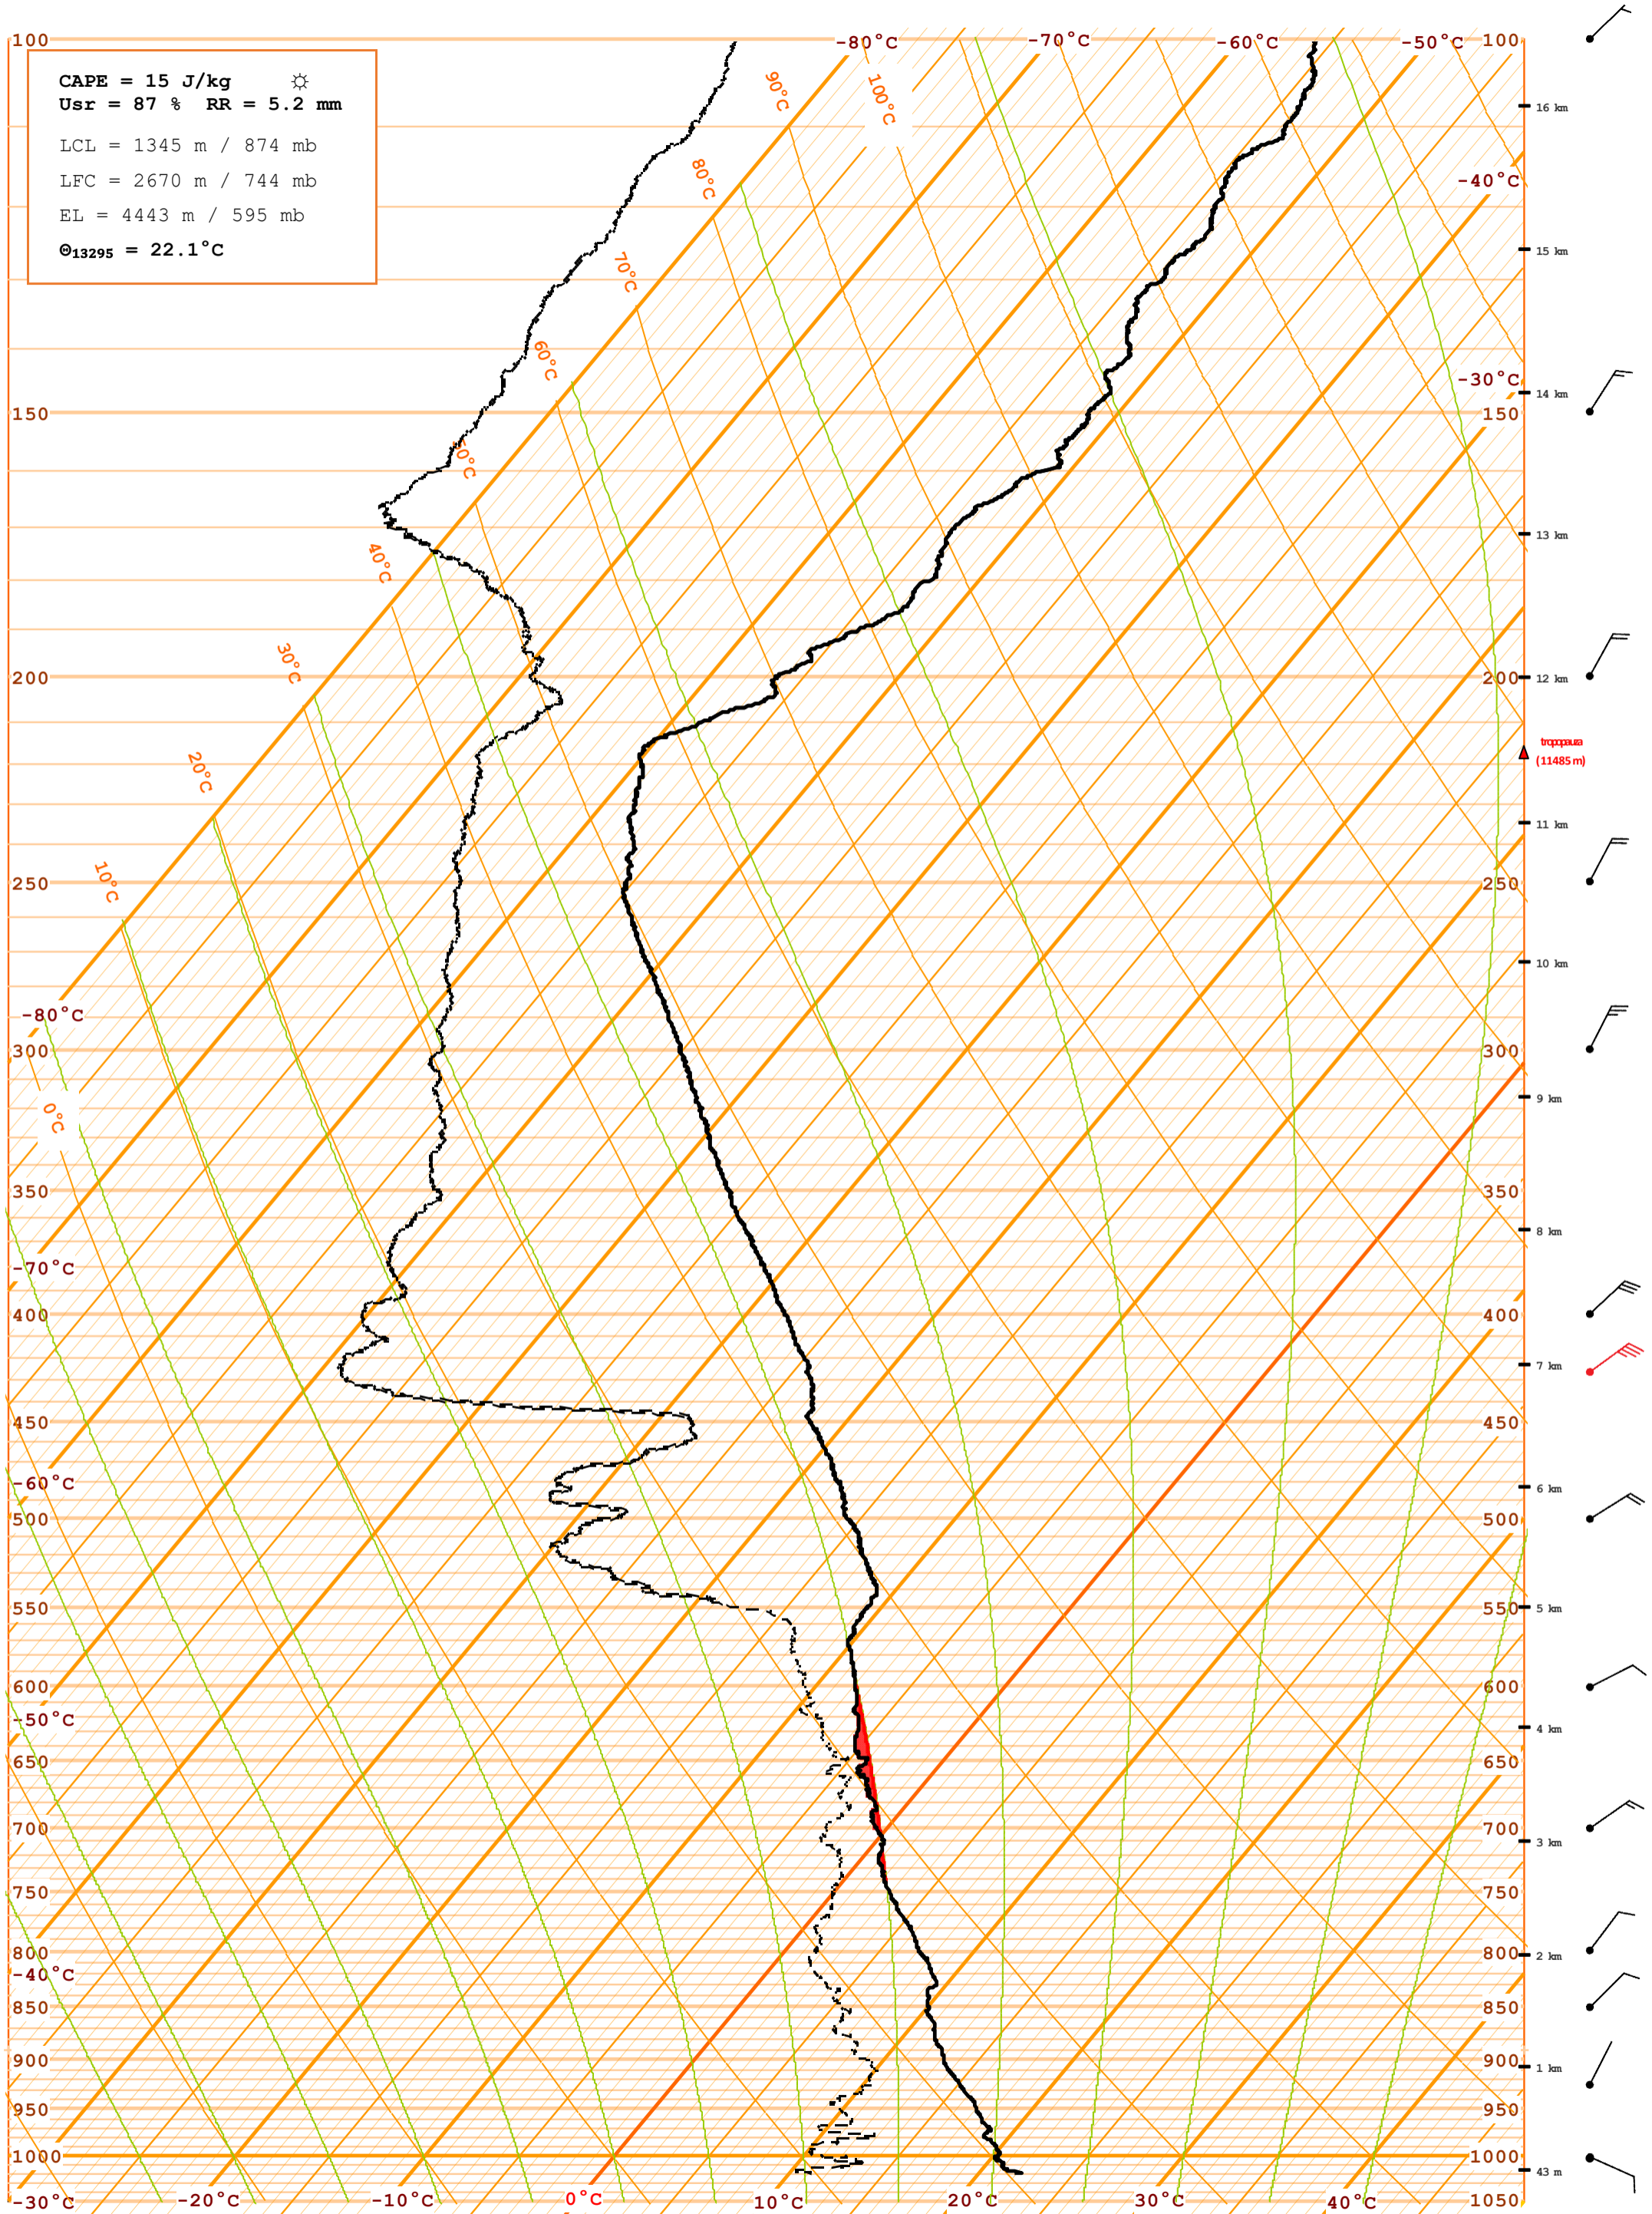 100 -80°C -70°C -60°C -50°C 100
CAPE = 15 J/kg ☼
Usr = 87 % RR = 5.2 mm
LCL = 1345 m / 874 mb
LFC = 2670 m / 744 mb
EL = 4443 m / 595 mb
Θ13295 = 22.1°C
90°C 100°C
16 km
80°C -40°C
15 km
70°C
60°C -30°C 14 km
150 150
50°C
13 km
40°C
30°C
200 200 12 km
tropopauza
(11485 m)
20°C
11 km
10°C
250 250
10 km
-80°C
300 300
0°C 9 km
350 350
8 km
-70°C
400 400
7 km
450 450
-60°C 6 km
500 500
550 550 5 km
600 600
-50°C 4 km
650 650
700 700
3 km
750 750
800 800 2 km
-40°C
850 850
900 900 1 km
950 950
1000 1000
43 m
-30°C -20°C -10°C 0°C 10°C 20°C 30°C 40°C 1050